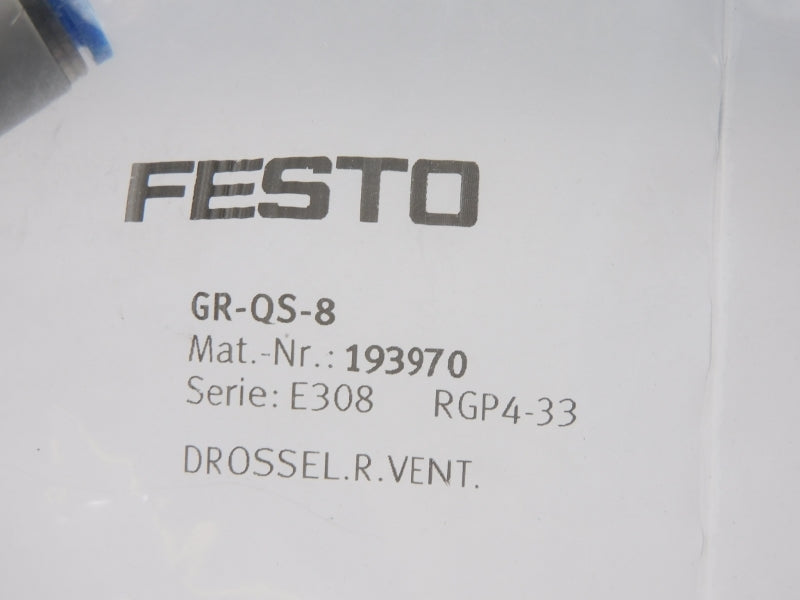 FESTO
GR-QS-8
Mat.-Nr.: 193970
Serie: E308 RGP4-33
DROSSEL.R.VENT.